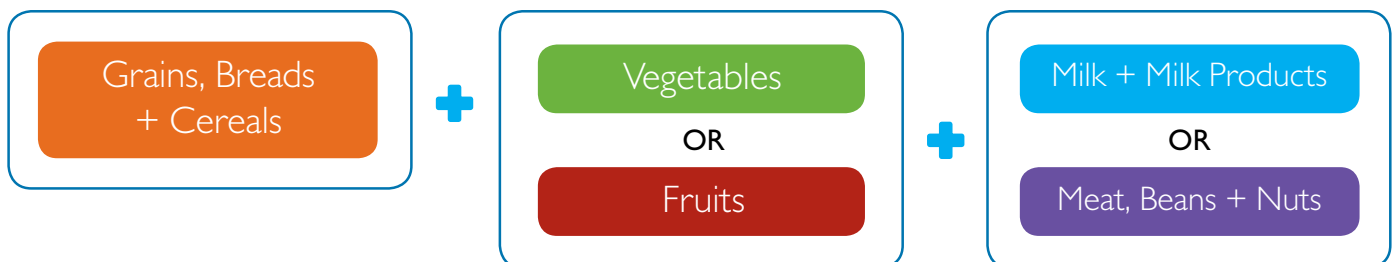 Grains, Breads
+ Cereals
Vegetables
OR
Fruits
Milk + Milk Products
OR
Meat, Beans + Nuts